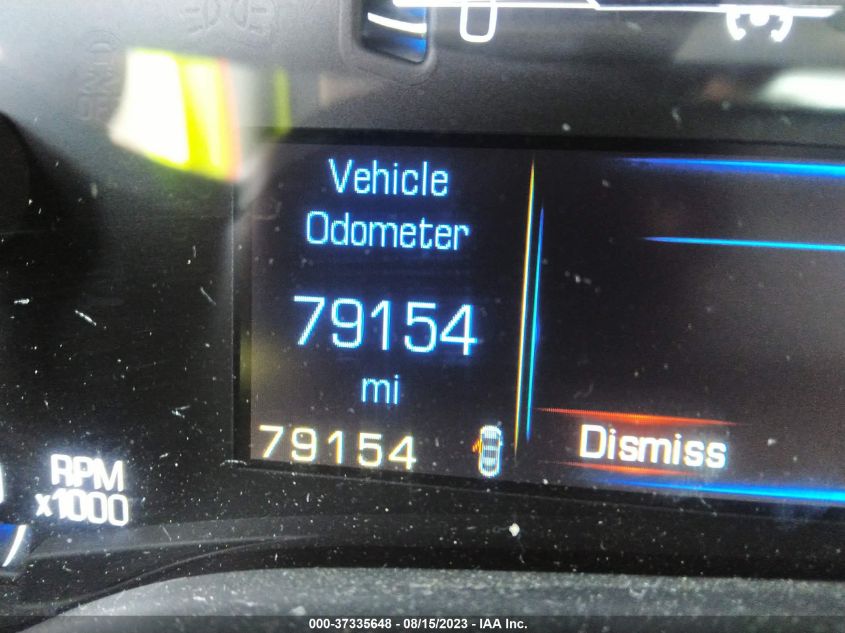 Vehicle
Odometer
79154
mi
79154
Dismiss
RPM
x1000
000-37335648 - 08/15/2023 - IAA Inc.